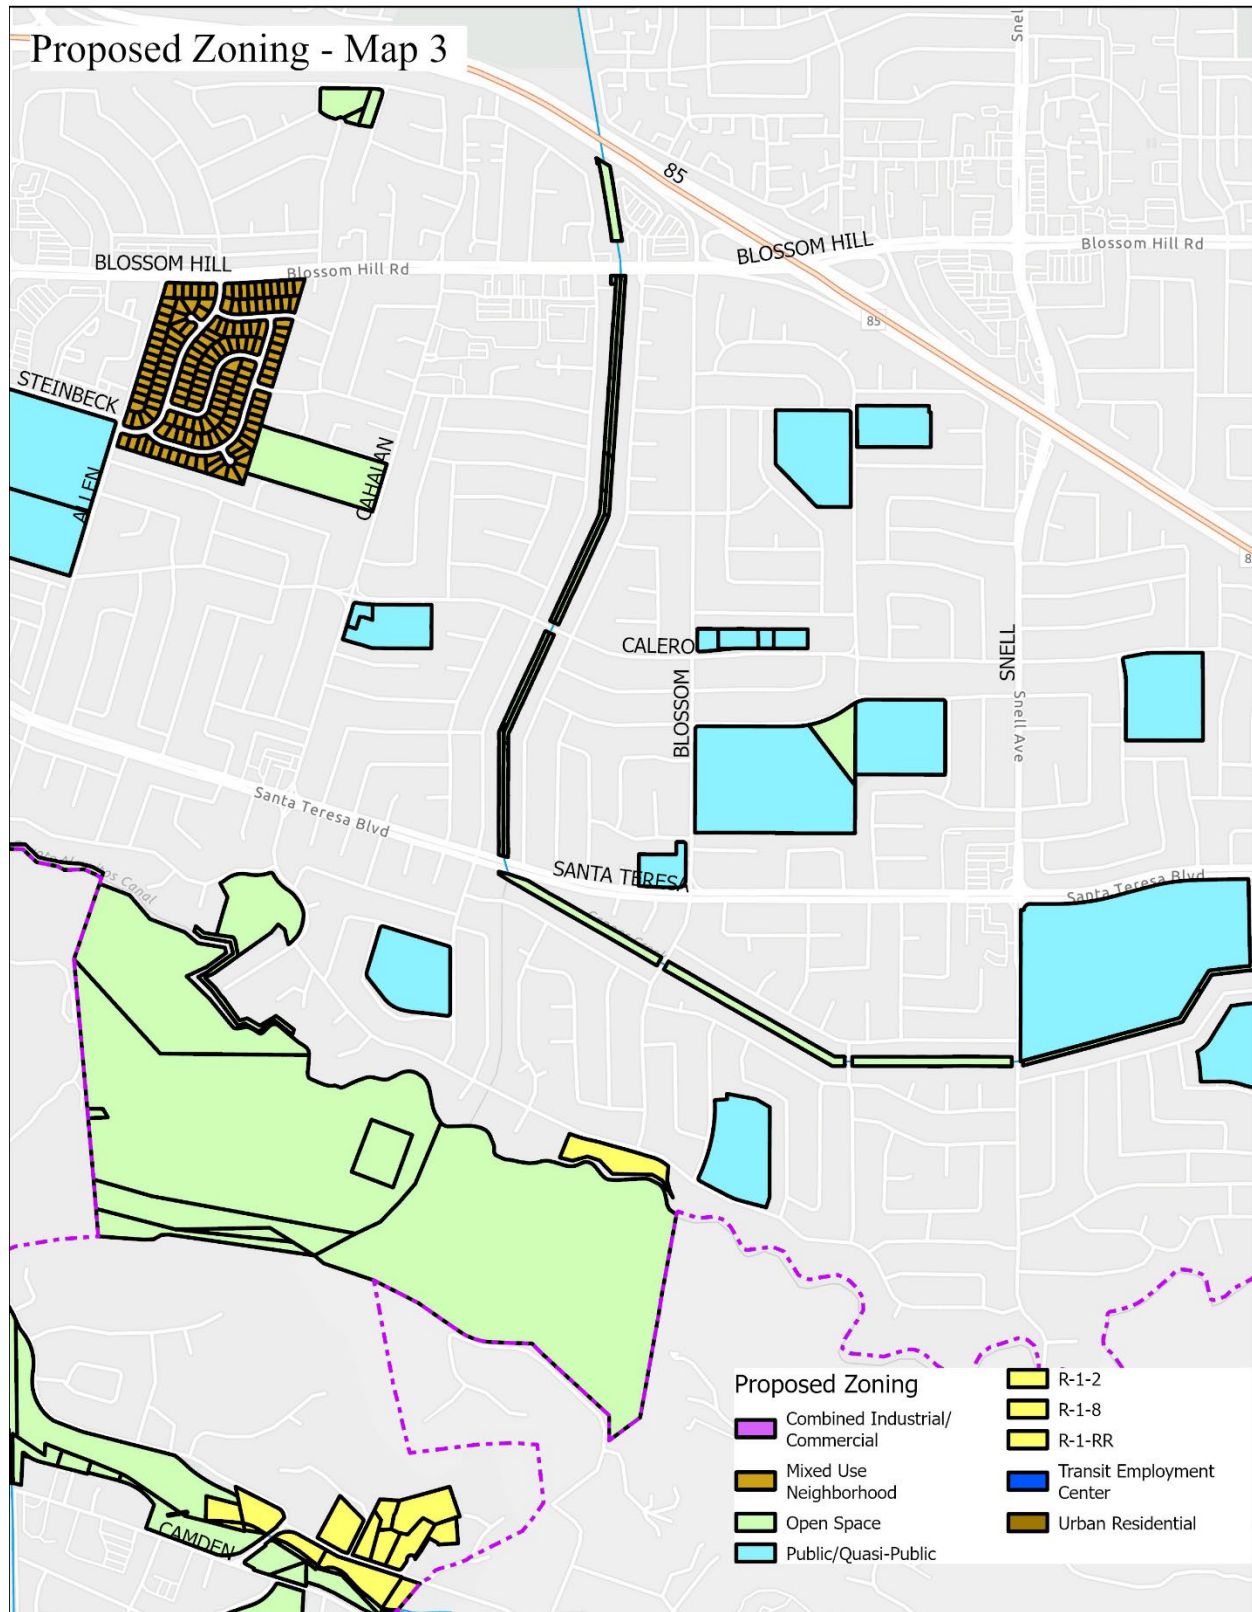 Proposed Zoning - Map 3
Snel
85
BLOSSOM HILL
Blossom Hill Rd
BLOSSOM HILL
Blossom Hill Rd
85
STEINBECK
CAHALAN
ALLEN
8
CALERO
SNELL
BLOSSOM
Snell Ave
Santa Teresa Blvd
SANTA TERESA
Santa Teresa Blvd
Canal
CAMDEN
Proposed Zoning
Combined Industrial/
Commercial
Mixed Use
Neighborhood
Open Space
Public/Quasi-Public
R-1-2
R-1-8
R-1-RR
Transit Employment
Center
Urban Residential